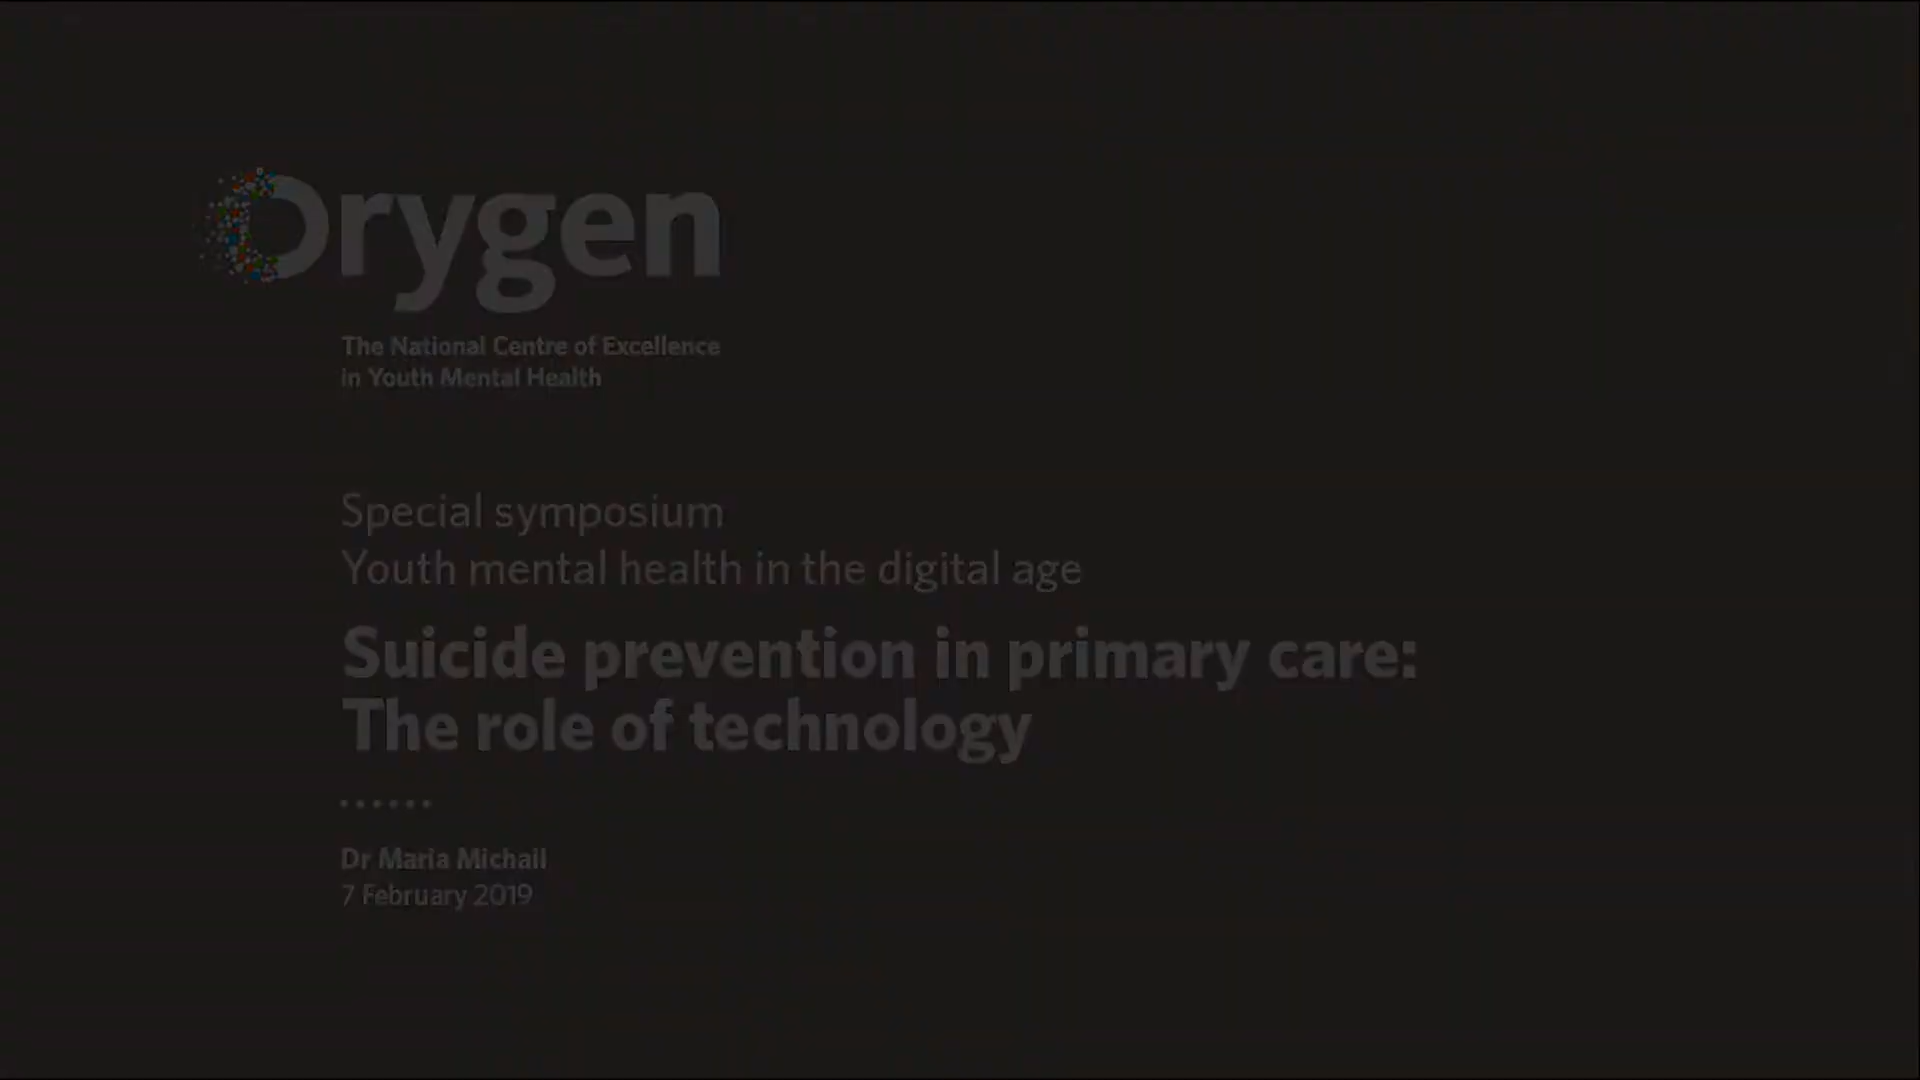 Orygen
The National Centre of Excellence
in Youth Mental Health
Special symposium
Youth mental health in the digital age
Suicide prevention in primary care:
The role of technology
Dr Maria Michail
7 February 2019